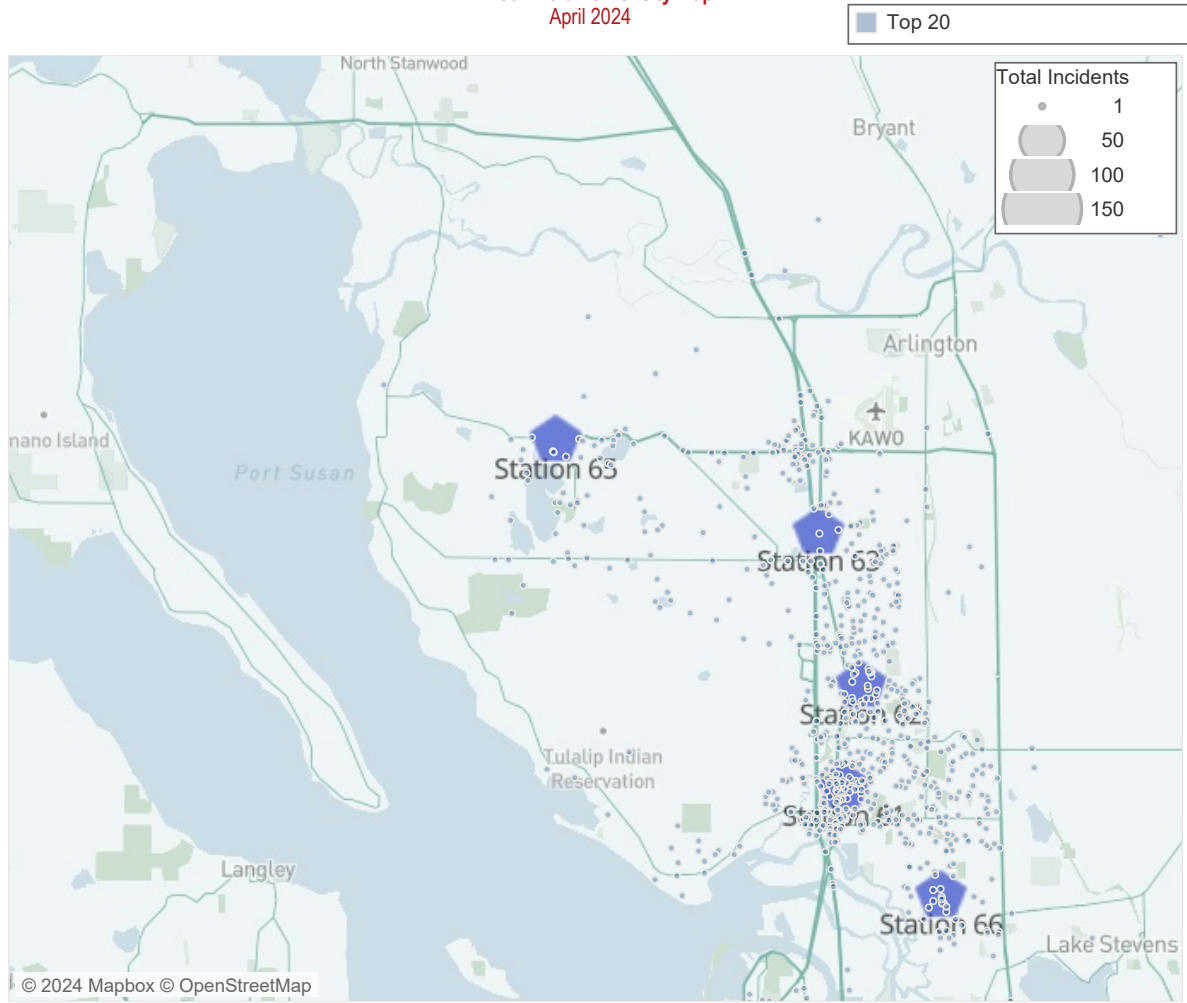 April 2024
Top 20
North Stanwood
Total Incidents
1
50
100
150
Bryant
Arlington
KAWO
mano Island
Port Susan
Station 65
Station 63
Station 62
Tulalip Indian
Reservation
Station 61
Langley
Station 66
Lake Stevens
© 2024 Mapbox © OpenStreetMap